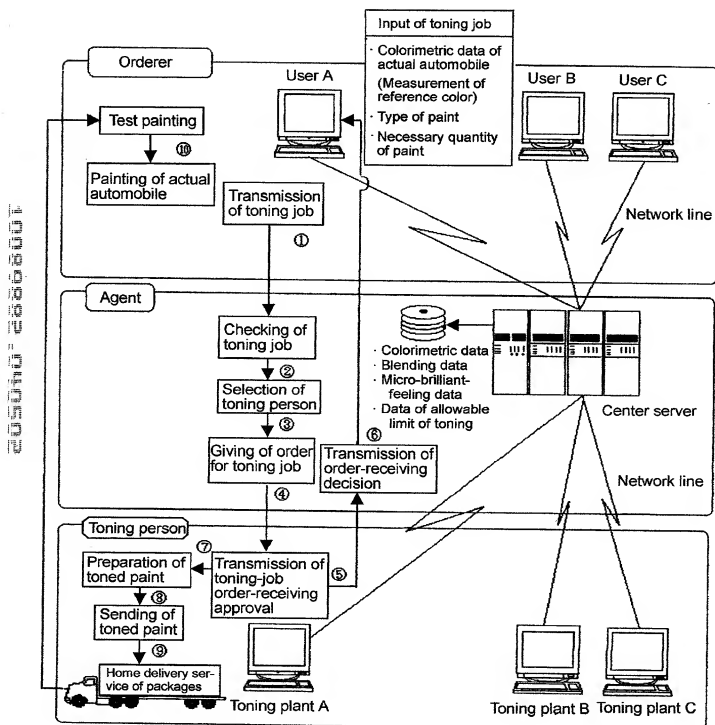 Input of toning job
· Colorimetric data of
actual automobile
(Measurement of
reference color)
· Type of paint
· Necessary quantity
of paint
Orderer
User A
User B
User C
Test painting
⑩
Painting of actual
automobile
Transmission
of toning job
①
Network line
Agent
Checking of
toning job
②
Selection of
toning person
③
Giving of order
for toning job
④
⑥
Transmission of
order-receiving
decision
· Colorimetric data
· Blending data
· Micro-brilliant-
feeling data
· Data of allowable
limit of toning
Center server
Network line
Toning person
⑦
Preparation of
toned paint
⑧
Sending of
toned paint
⑨
Home delivery ser-
vice of packages
Transmission of
toning-job
order-receiving
approval
⑤
Toning plant A
Toning plant B
Toning plant C